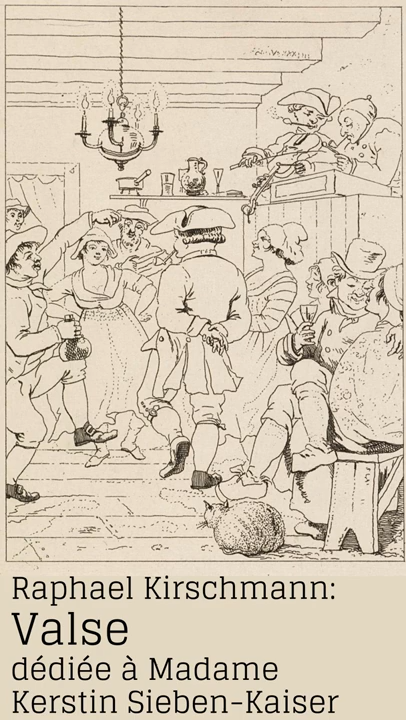 Raphael Kirschmann:
Valse
dédiée à Madame
Kerstin Sieben-Kaiser